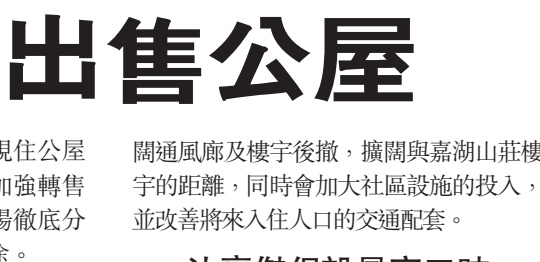 出售公屋
現住公屋
加強轉售
場徹底分
闊通風廊及樓宇後撤，擴闊與嘉湖山莊樓
宇的距離，同時會加大社區設施的投入，
並改善將來入住人口的交通配套。